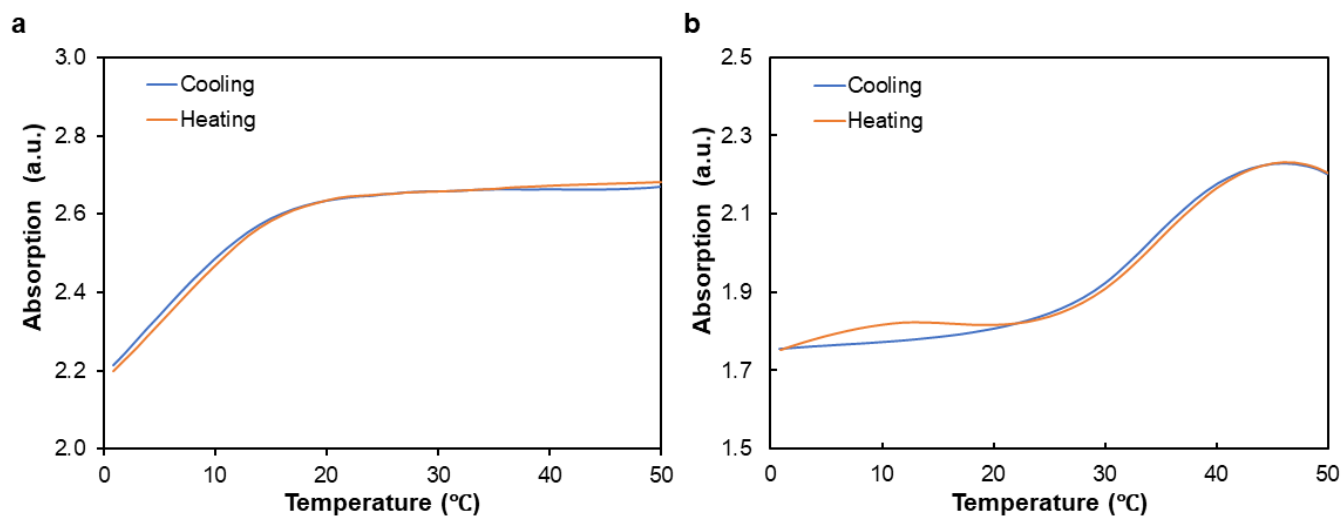 a
3.0
2.8
2.6
2.4
2.2
2.0
Absorption (a.u.)
Cooling
Heating
0 10 20 30 40 50
Temperature (℃)
b
2.5
2.3
2.1
1.9
1.7
1.5
Absorption (a.u.)
Cooling
Heating
0 10 20 30 40 50
Temperature (℃)